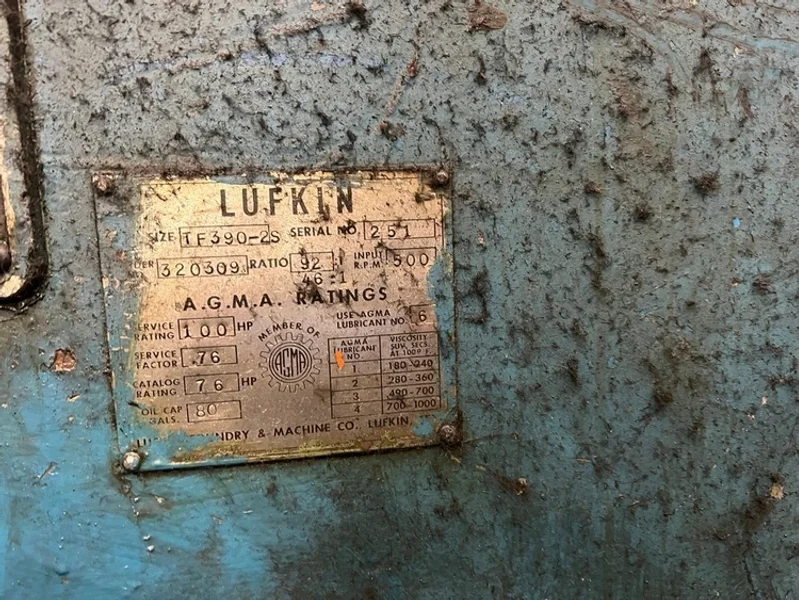 LUFKIN
SIZE TF390-2S SERIAL NO. 251
DER 320309 RATIO 92 INPUT R.P.M. 500
46:1
A.G.M.A. RATINGS
SERVICE RATING 100 HP USE AGMA LUBRICANT NO. 6
MEMBER OF AGMA
SERVICE FACTOR .76
CATALOG RATING 76 HP
OIL CAP GALS. 80
AGMA LUBRICANT NO VISCOSITY SUV. SECS. AT 100° F.
1 180-240
2 280-360
3 490-700
4 700-1000
NDRY & MACHINE CO. LUFKIN,